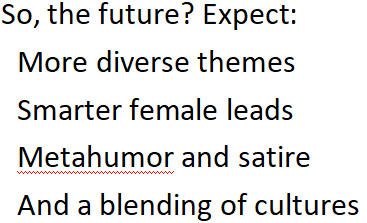 So, the future? Expect:
More diverse themes
Smarter female leads
Metahumor and satire
And a blending of cultures